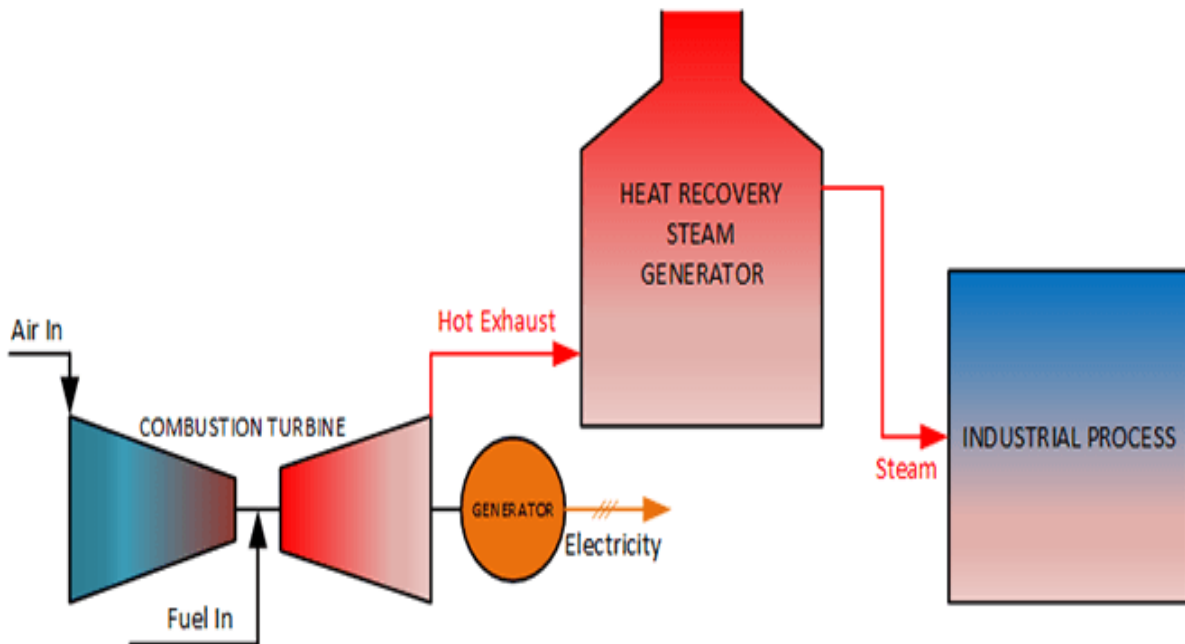 HEAT RECOVERY
STEAM
GENERATOR
Hot Exhaust
Air In
COMBUSTION TURBINE
INDUSTRIAL PROCESS
Steam
GENERATOR
Electricity
Fuel In